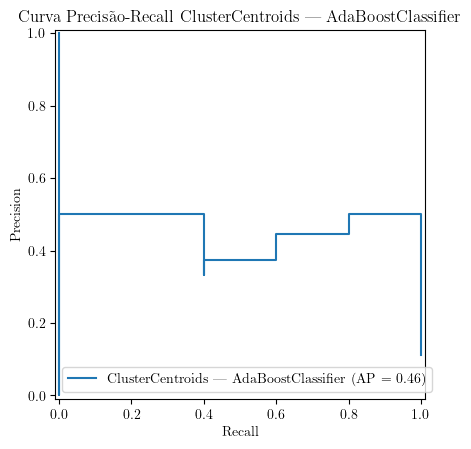 Curva Precisão-Recall ClusterCentroids — AdaBoostClassifier
1.0
0.8
0.6
0.4
0.2
0.0
Precision
ClusterCentroids — AdaBoostClassifier (AP = 0.46)
0.0 0.2 0.4 0.6 0.8 1.0
Recall